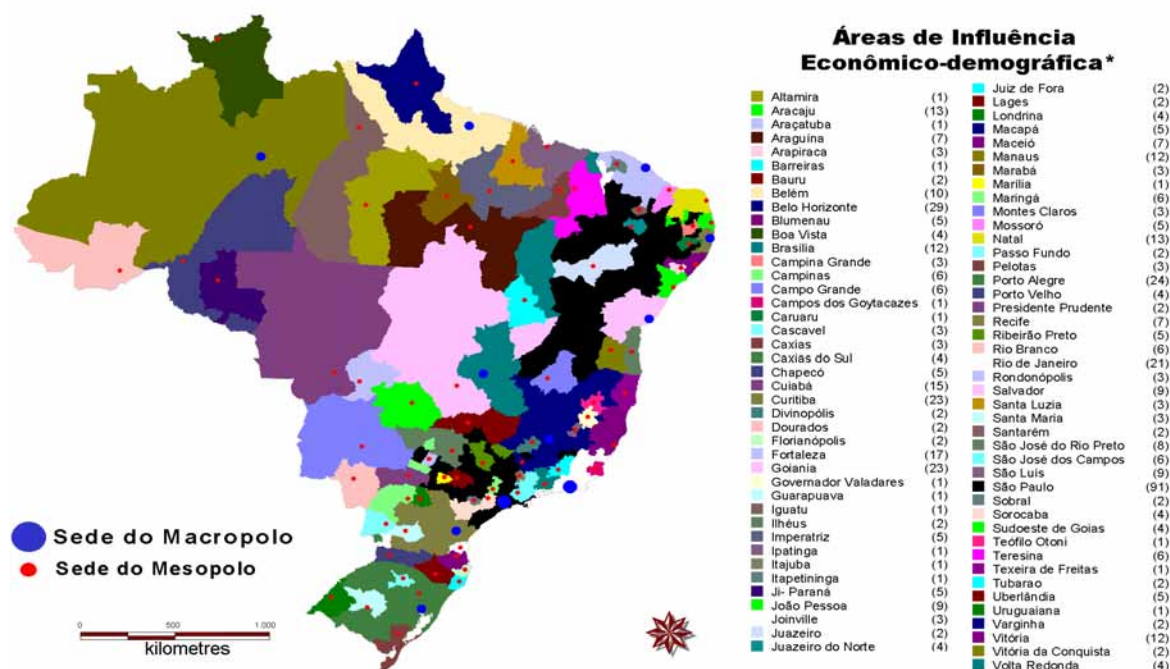 Áreas de Influência
Econômico-demográfica*
Altamira (1)
Aracaju (13)
Araçatuba (1)
Araguína (7)
Arapiraca (3)
Barreiras (1)
Bauru (2)
Belém (10)
Belo Horizonte (29)
Blumenau (5)
Boa Vista (4)
Brasília (12)
Campina Grande (3)
Campinas (6)
Campo Grande (6)
Campos dos Goytacazes (1)
Caruaru (1)
Cascavel (3)
Caxias (3)
Caxias do Sul (4)
Chapecó (5)
Cuiabá (15)
Curitiba (23)
Divinopólis (2)
Dourados (2)
Florianópolis (2)
Fortaleza (17)
Goiania (23)
Governador Valadares (1)
Guarapuava (1)
Iguatu (1)
Ilhéus (2)
Imperatriz (5)
Ipatinga (1)
Itajuba (1)
Itapetininga (1)
Ji- Paraná (5)
João Pessoa (9)
Joinville (3)
Juazeiro (2)
Juazeiro do Norte (4)
Juiz de Fora (2)
Lages (2)
Londrina (4)
Macapá (5)
Maceió (7)
Manaus (12)
Marabá (3)
Marília (1)
Maringá (6)
Montes Claros (3)
Mossoró (5)
Natal (13)
Passo Fundo (2)
Pelotas (3)
Porto Alegre (24)
Porto Velho (4)
Presidente Prudente (2)
Recife (7)
Ribeirão Preto (5)
Rio Branco (6)
Rio de Janeiro (21)
Rondonópolis (3)
Salvador (9)
Santa Luzia (3)
Santa Maria (3)
Santarém (2)
São José do Rio Preto (8)
São José dos Campos (6)
São Luis (9)
São Paulo (91)
Sobral (2)
Sorocaba (4)
Sudoeste de Goias (4)
Teófilo Otoni (1)
Teresina (6)
Texeira de Freitas (1)
Tubarao (2)
Uberlândia (5)
Uruguaiana (1)
Varginha (2)
Vitória (12)
Vitória da Conquista (2)
Volta Redonda (4)
Sede do Macropolo
Sede do Mesopolo
0 500 1.000
kilometres